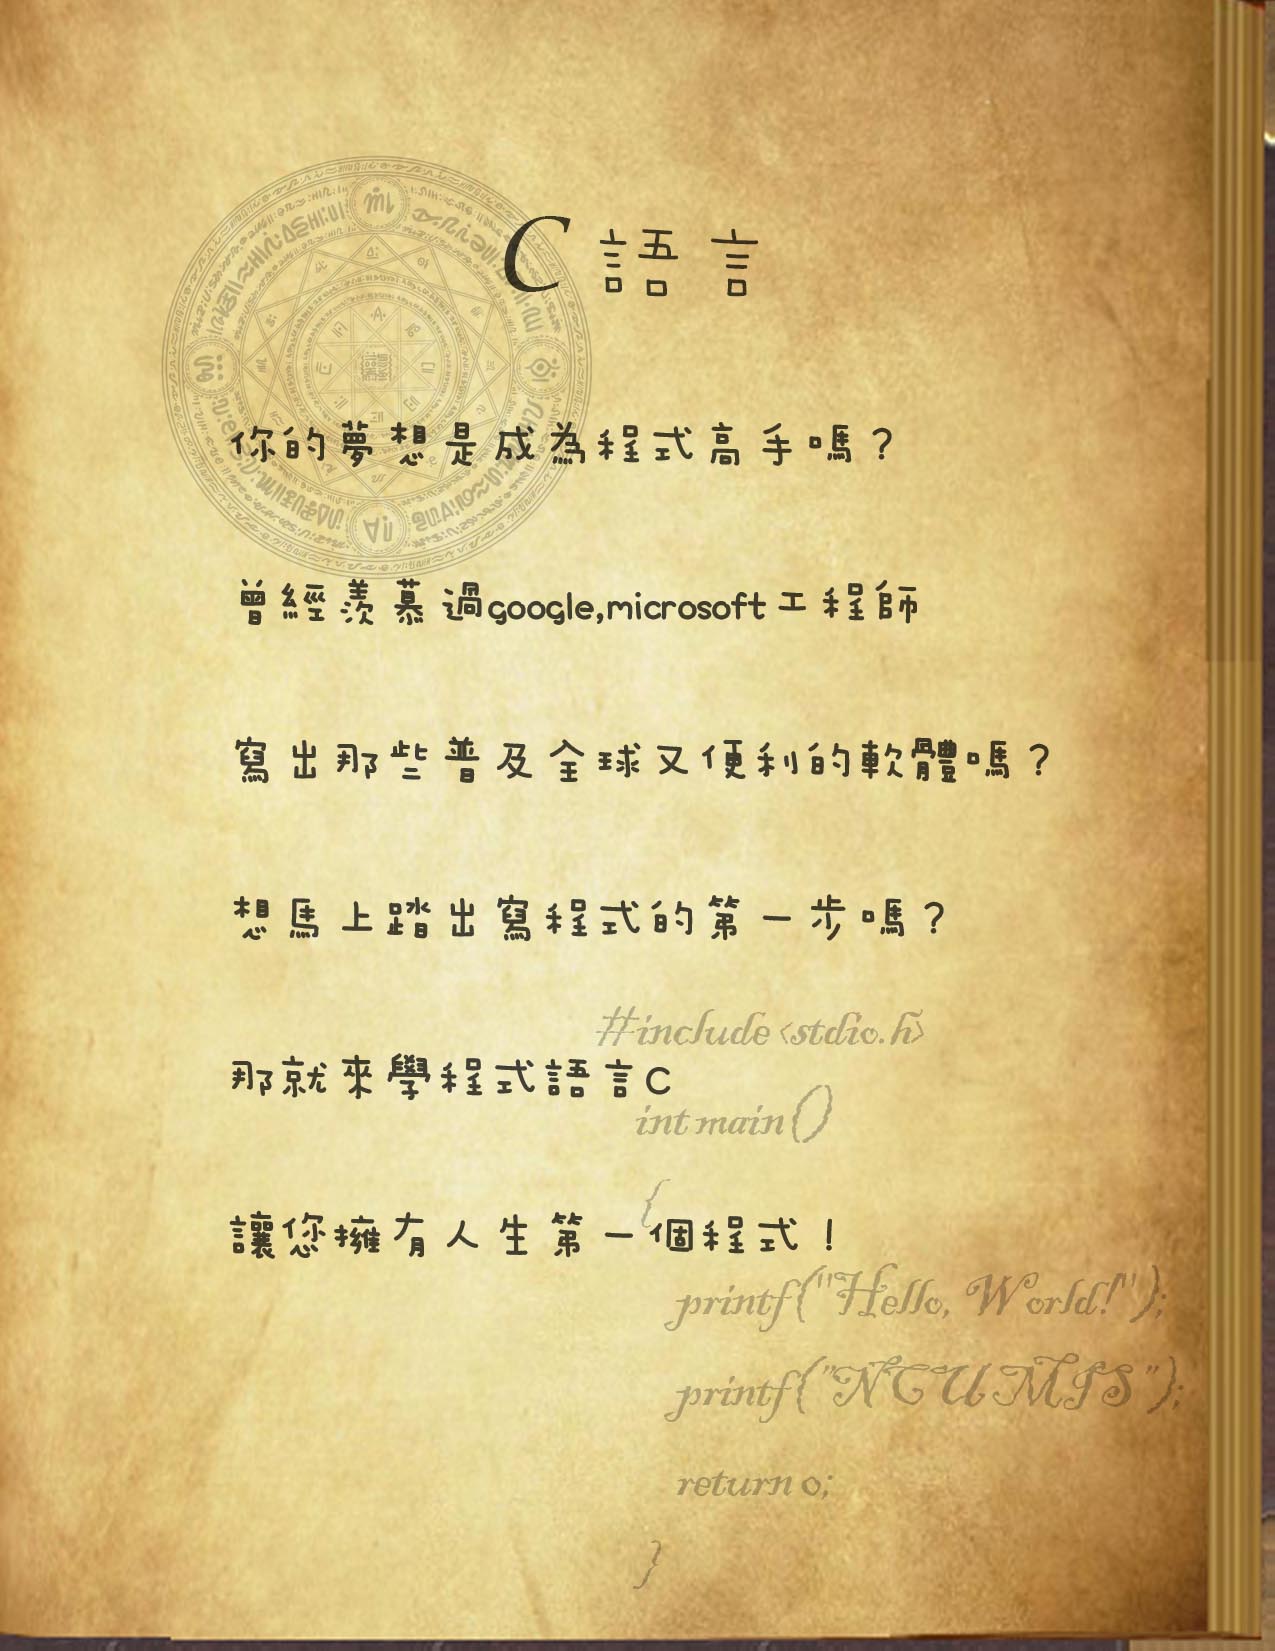 C 語言
你的夢想是成為程式高手嗎？
曾經羨慕過google,microsoft工程師
寫出那些普及全球又便利的軟體嗎？
想馬上踏出寫程式的第一步嗎？
#include<stdio.h>
那就來學程式語言C
int main()
{
讓您擁有人生第一個程式！
printf("Hello, World!");
printf("NCU MIS");
return 0;
}